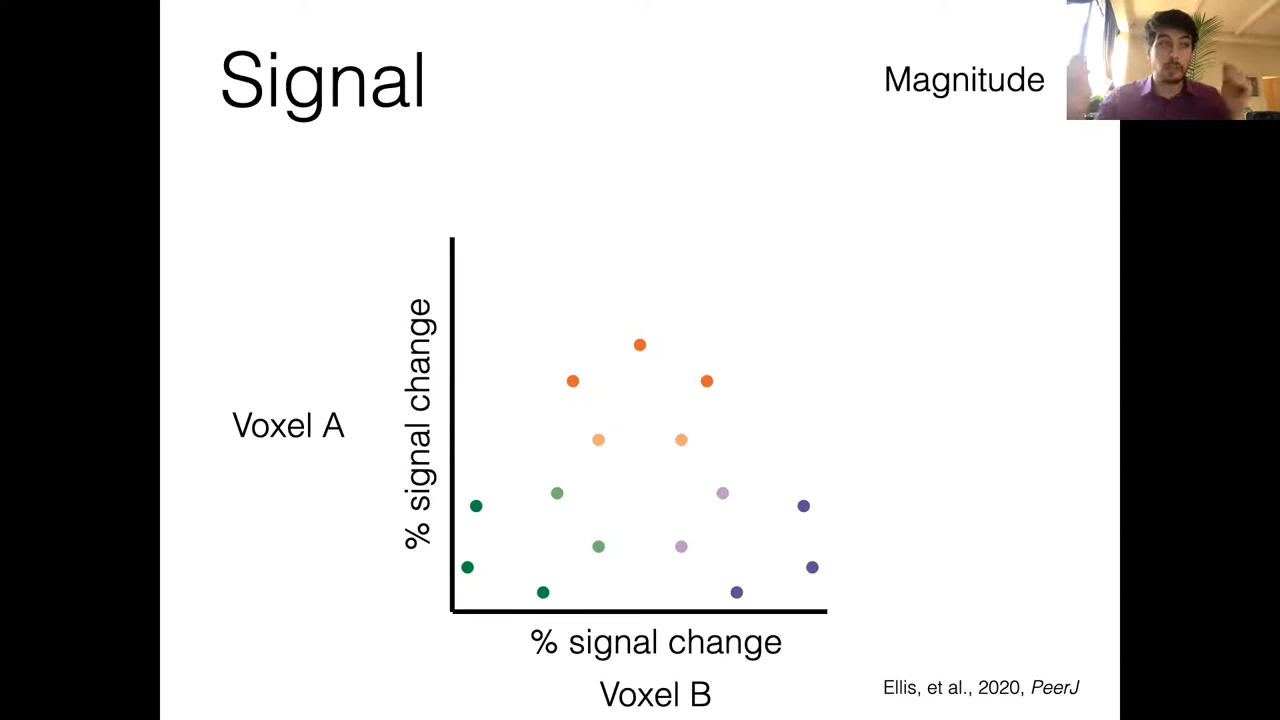 Signal
Magnitude
Voxel A
% signal change
% signal change
Voxel B
Ellis, et al., 2020, PeerJ